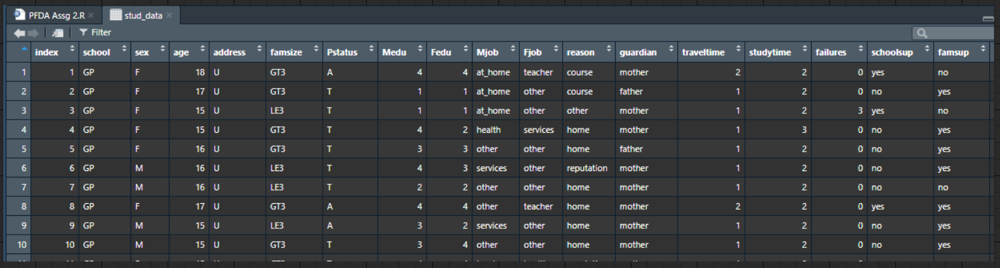 PFDA Assg 2.R × stud_data ×
Filter
index school sex age address famsize Pstatus Medu Fedu Mjob Fjob reason guardian traveltime studytime failures schoolsup famsup
1 1 GP F 18 U GT3 A 4 4 at_home teacher course mother 2 2 0 yes no
2 2 GP F 17 U GT3 T 1 1 at_home other course father 1 2 0 no yes
3 3 GP F 15 U LE3 T 1 1 at_home other other mother 1 2 3 yes no
4 4 GP F 15 U GT3 T 4 2 health services home mother 1 3 0 no yes
5 5 GP F 16 U GT3 T 3 3 other other home father 1 2 0 no yes
6 6 GP M 16 U LE3 T 4 3 services other reputation mother 1 2 0 no yes
7 7 GP M 16 U LE3 T 2 2 other other home mother 1 2 0 no no
8 8 GP F 17 U GT3 A 4 4 other teacher home mother 2 2 0 yes yes
9 9 GP M 15 U LE3 A 3 2 services other home mother 1 2 0 no yes
10 10 GP M 15 U GT3 T 3 4 other other home mother 1 2 0 no yes